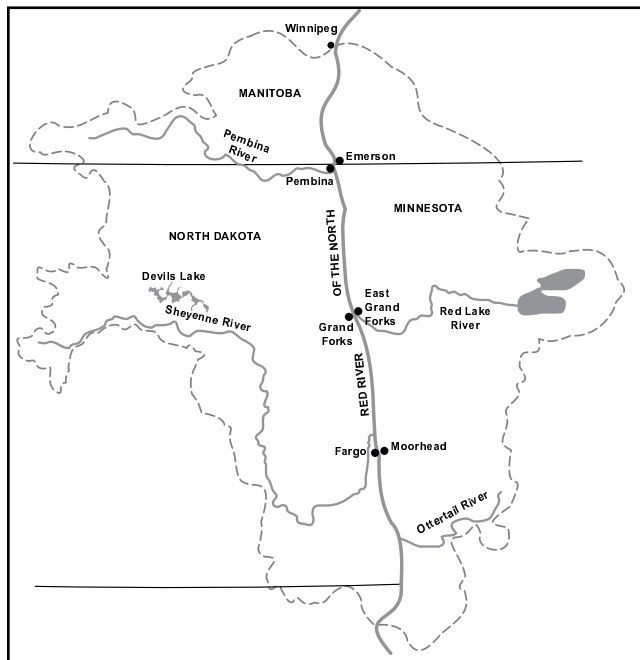 Winnipeg
MANITOBA
Pembina
River
Emerson
Pembina
MINNESOTA
NORTH DAKOTA
OF THE NORTH
Devils Lake
Sheyenne River
East
Grand
Forks
Red Lake
River
Grand
Forks
RED RIVER
Fargo
Moorhead
Ottertail River